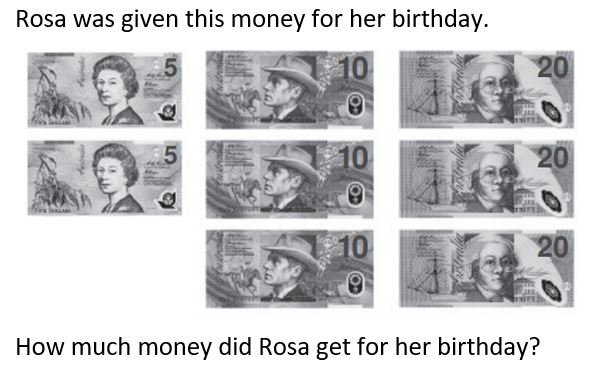 Rosa was given this money for her birthday.
5 10 20
5 10 20
10 20
How much money did Rosa get for her birthday?